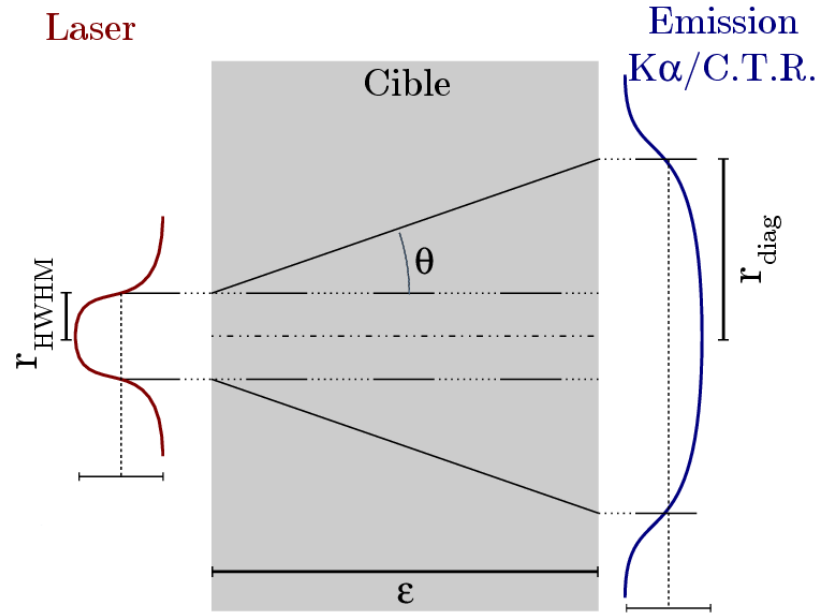 Laser
Emission
Kα/C.T.R.
Cible
θ
r_HWHM
r_diag
ε